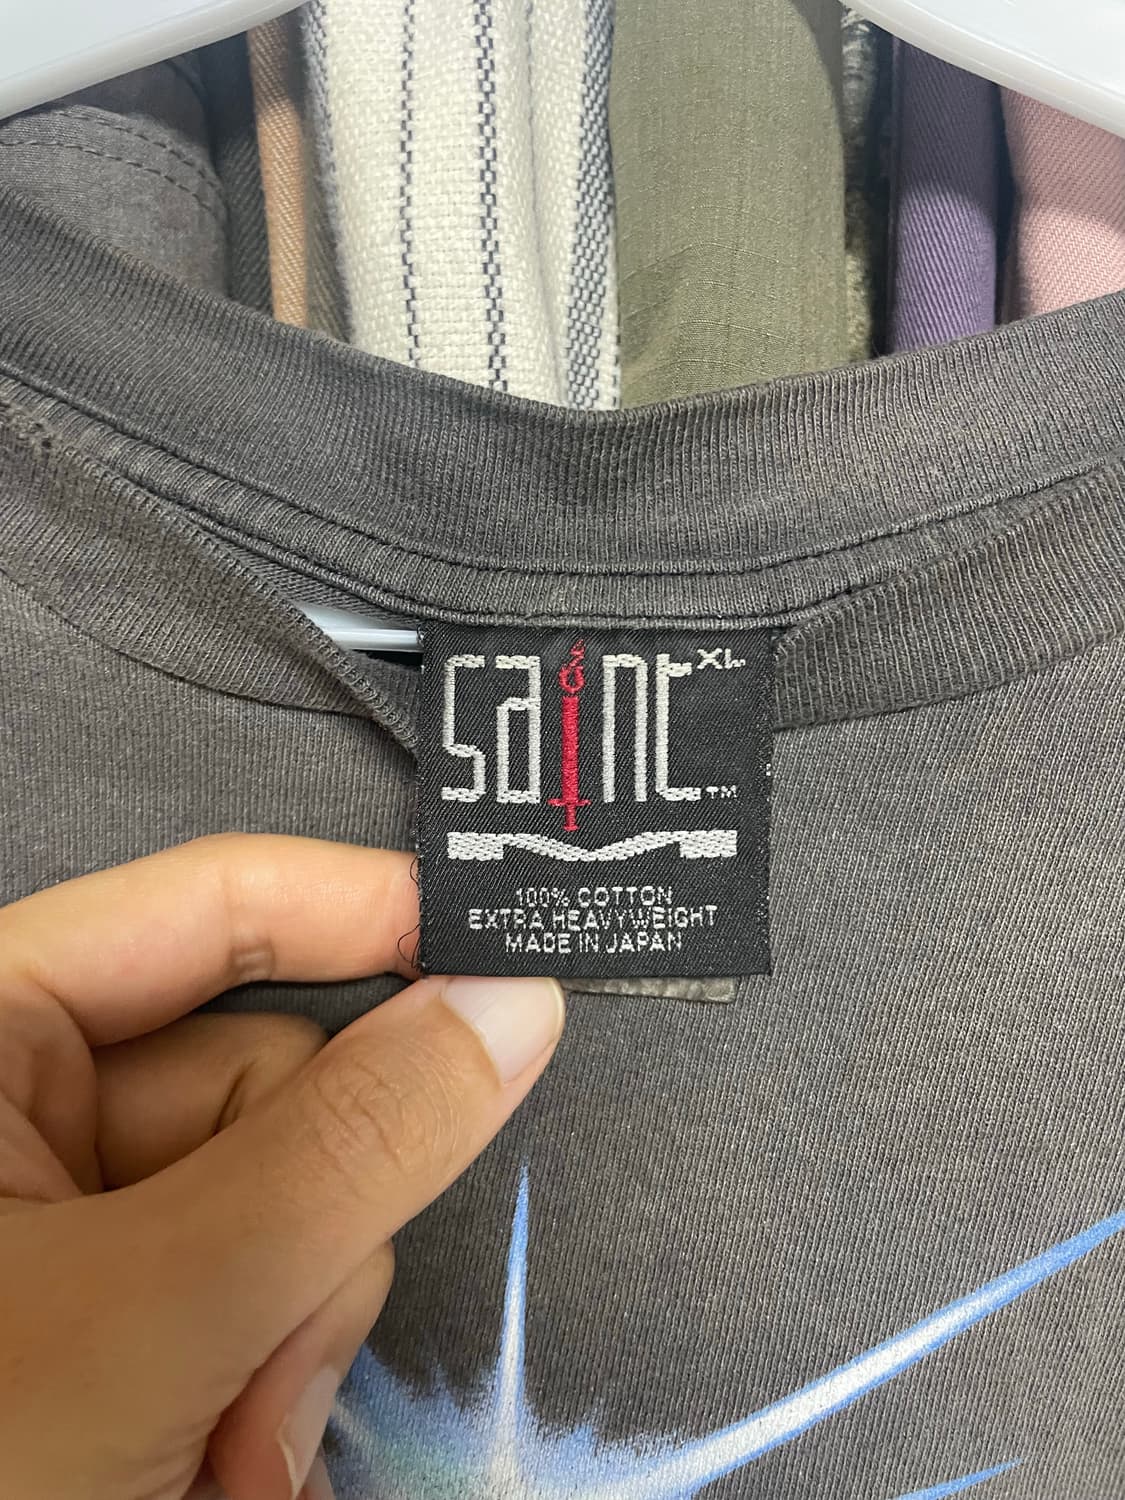 saint XL
TM
100% COTTON
EXTRA HEAVYWEIGHT
MADE IN JAPAN